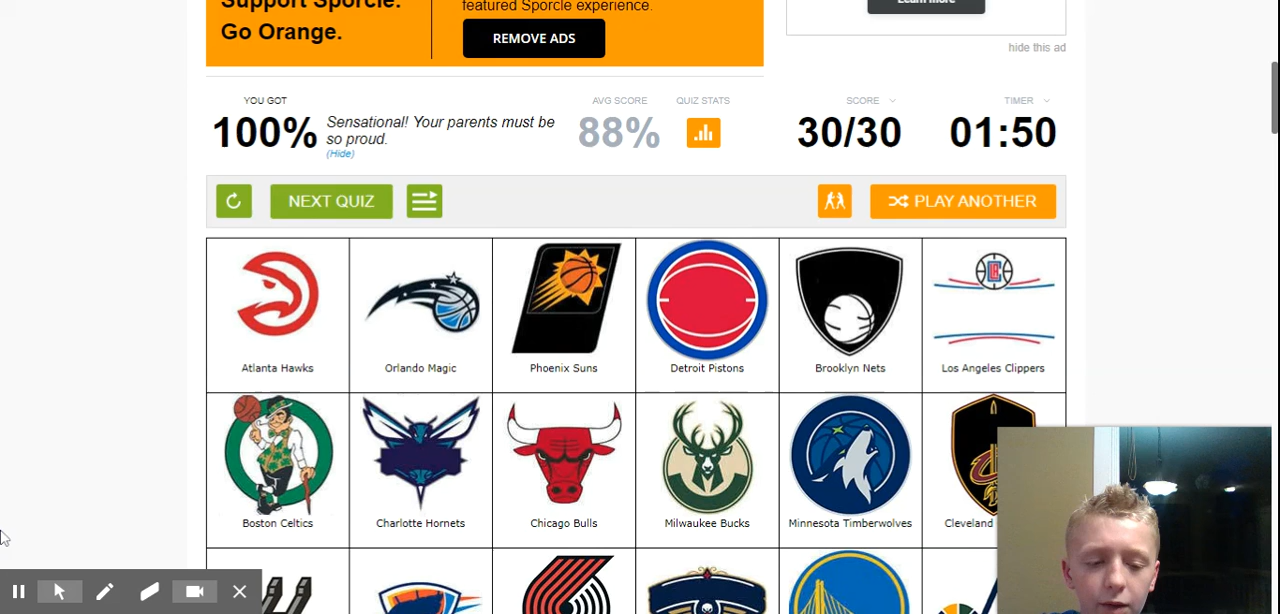 Support Sporcle.
Go Orange.
featured Sporcle experience.
REMOVE ADS
Learn more
hide this ad
YOU GOT
100%
Sensational! Your parents must be
so proud.
(Hide)
AVG SCORE
88%
QUIZ STATS
SCORE
30/30
TIMER
01:50
NEXT QUIZ
PLAY ANOTHER
Atlanta Hawks
Orlando Magic
Phoenix Suns
Detroit Pistons
Brooklyn Nets
Los Angeles Clippers
Boston Celtics
Charlotte Hornets
Chicago Bulls
Milwaukee Bucks
Minnesota Timberwolves
Cleveland